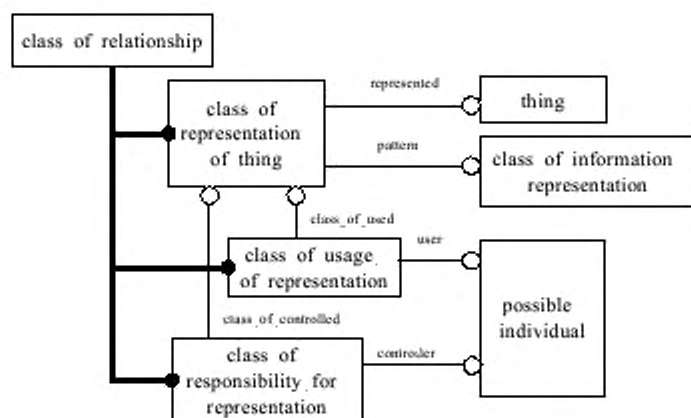 class of relationship
represented
class of
representation
of thing
thing
pattern
class of information
representation
class_of_used
user
class of usage
of representation
possible
individual
class_of_controlled
controller
class of
responsibility for
representation